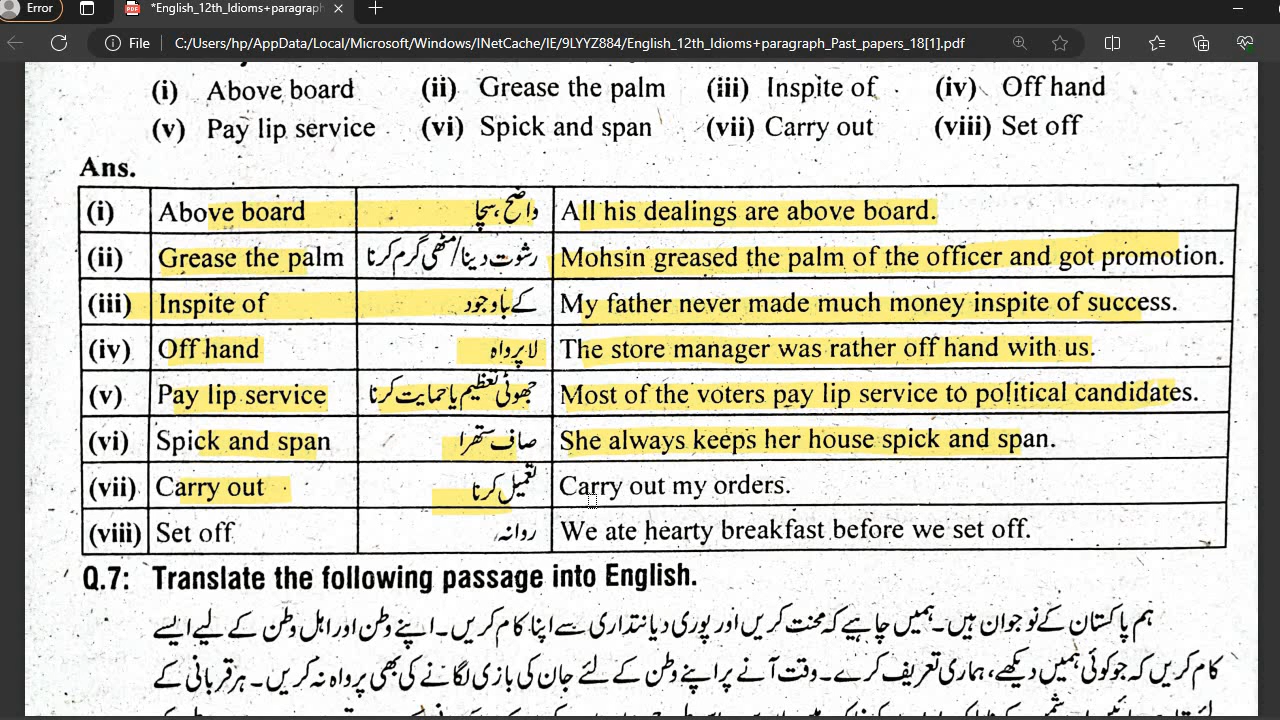 Error
*English_12th_Idioms+paragraph
File
C:/Users/hp/AppData/Local/Microsoft/Windows/INetCache/IE/9LYYZ884/English_12th_Idioms+paragraph_Past_papers_18[1].pdf
(i) Above board (ii) Grease the palm (iii) Inspite of (iv) Off hand
(v) Pay lip service (vi) Spick and span (vii) Carry out (viii) Set off
Ans.
(i) Above board واضح، سچا All his dealings are above board.
(ii) Grease the palm رشوت دینا/مٹھی گرم کرنا Mohsin greased the palm of the officer and got promotion.
(iii) Inspite of کے باوجود My father never made much money inspite of success.
(iv) Off hand لا پرواہ The store manager was rather off hand with us.
(v) Pay lip service جھوٹی تعظیم یا حمایت کرنا Most of the voters pay lip service to political candidates.
(vi) Spick and span صاف ستھرا She always keeps her house spick and span.
(vii) Carry out تعمیل کرنا Carry out my orders.
(viii) Set off روانہ We ate hearty breakfast before we set off.
Q.7: Translate the following passage into English.
ہم پاکستان کے نوجوان ہیں۔ ہمیں چاہیے کہ محنت کریں اور پوری دیانتداری سے اپنا کام کریں۔ اپنے وطن اور اہل وطن کے لیے ایسے
کام کریں کہ جو کوئی ہمیں دیکھے، ہماری تعریف کرے۔ وقت آنے پر اپنے وطن کے لئے جان کی بازی لگانے کی بھی پرواہ نہ کریں۔ ہر قربانی کے